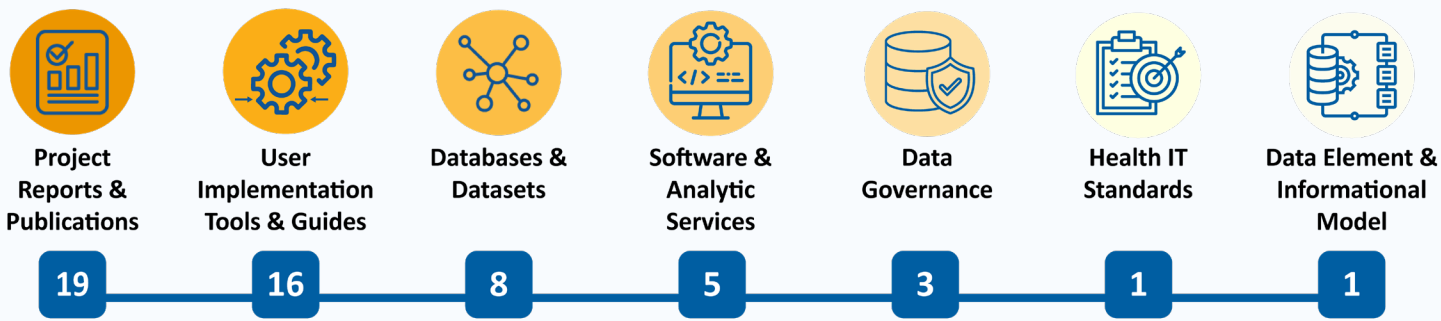 Project
Reports &
Publications
19
User
Implementation
Tools & Guides
16
Databases &
Datasets
8
</> 
Software &
Analytic
Services
5
Data
Governance
3
Health IT
Standards
1
Data Element &
Informational
Model
1